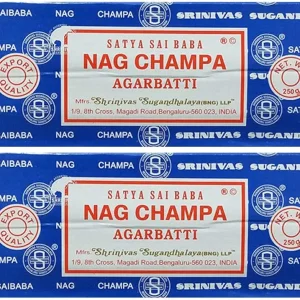 SRINIVAS SUGAND
SATYA SAI BABA
NAG CHAMPA
AGARBATTI
EXPORT QUALITY
NET. W
250 G
Mfrs. Shrinivas Sugandhalaya (BNG) LLP
1/9, 8th Cross, Magadi Road, Bengaluru-560 023, INDIA
SAIBABA NAG CHAMPA
SRINIVAS SUGAN
SATYA SAI BABA
NAG CHAMPA
AGARBATTI
EXPORT QUALITY
NET. W
250
Mfrs. Shrinivas Sugandhalaya (BNG) LLP
1/9, 8th Cross, Magadi Road, Bengaluru-560 023, INDIA
SAIBABA NAG CHAMPA
SRINIVAS SUGAN